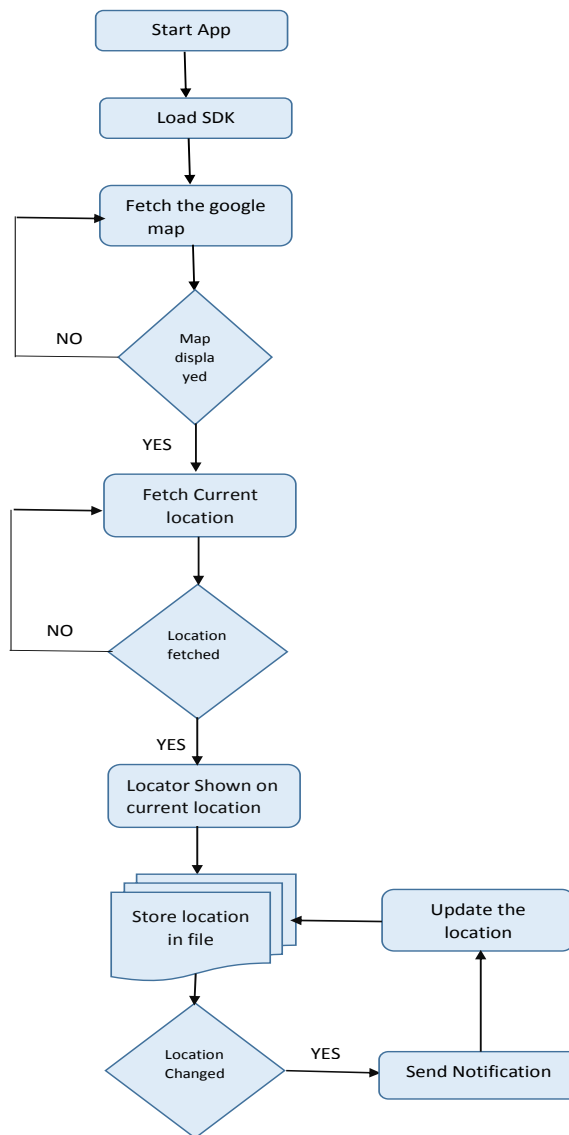 Start App
Load SDK
Fetch the google
map
NO
Map
displa
yed
YES
Fetch Current
location
NO
Location
fetched
YES
Locator Shown on
current location
Store location
in file
Update the
location
Location
Changed
YES
Send Notification